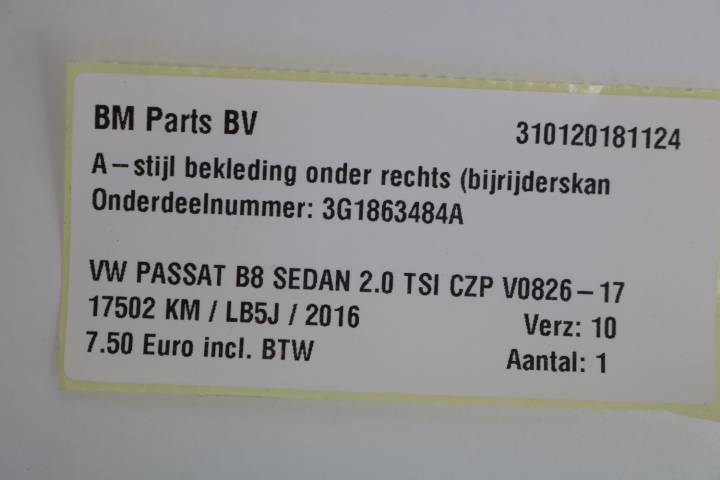 BM Parts BV 310120181124
A-stijl bekleding onder rechts (bijrijderskan
Onderdeelnummer: 3G1863484A
VW PASSAT B8 SEDAN 2.0 TSI CZP V0826-17
17502 KM / LB5J / 2016 Verz: 10
7.50 Euro incl. BTW Aantal: 1